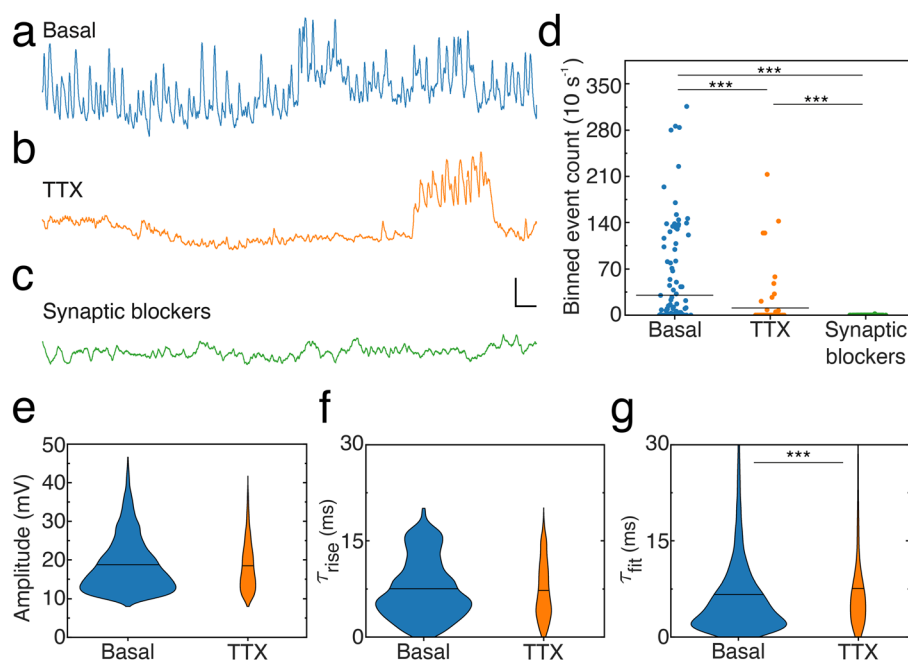 a
Basal
b
TTX
c
Synaptic blockers
d
Binned event count (10 s⁻¹)
350
280
210
140
70
0
***
***
***
Basal
TTX
Synaptic
blockers
e
Amplitude (mV)
50
40
30
20
10
0
Basal
TTX
f
τrise (ms)
30
15
0
Basal
TTX
g
τfit (ms)
30
15
0
***
Basal
TTX